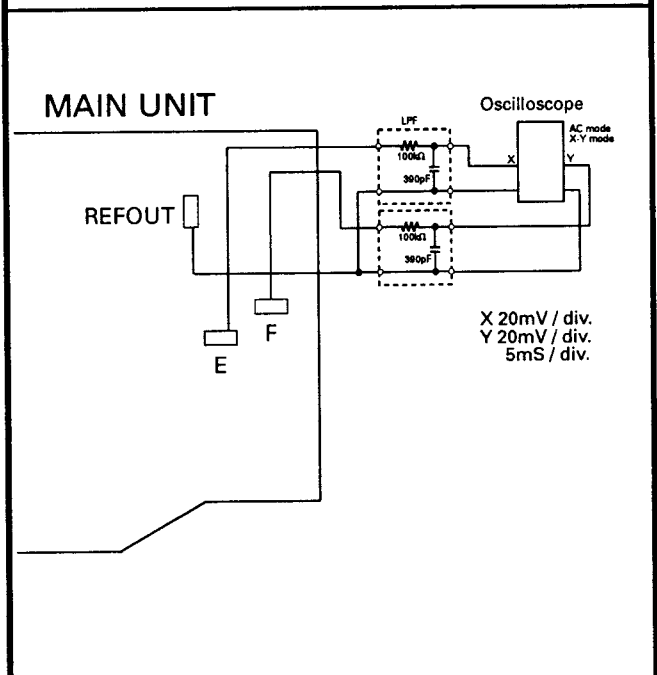 MAIN UNIT
LPF
Oscilloscope
AC mode
X-Y mode
X
Y
100kΩ
390pF
REFOUT
100kΩ
390pF
F
E
X 20mV / div.
Y 20mV / div.
5mS / div.